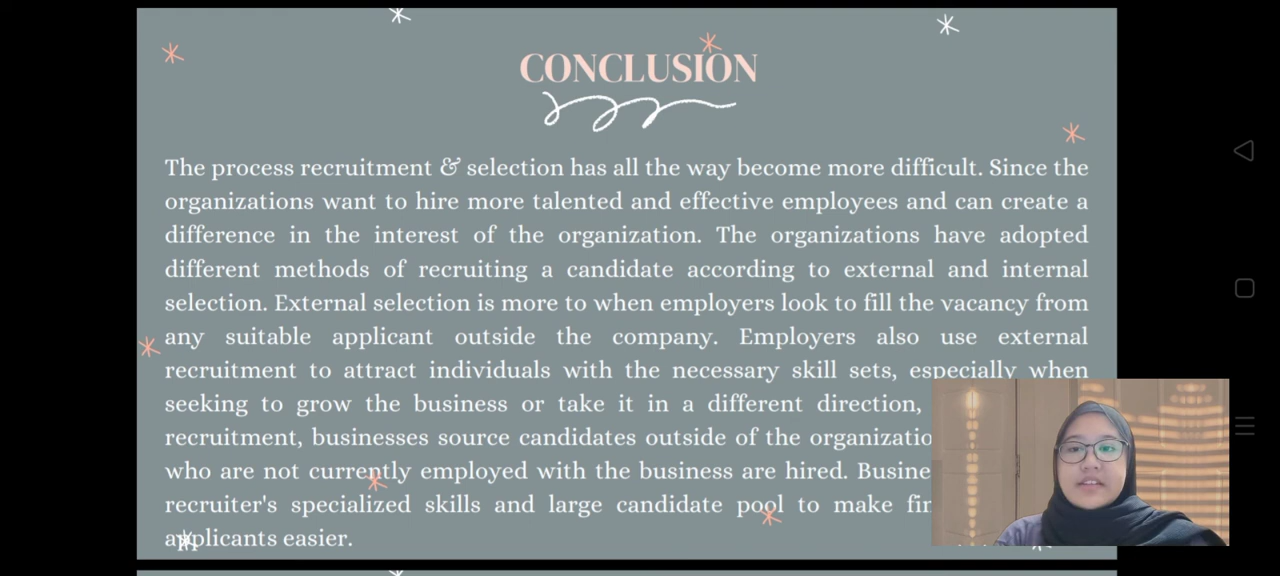 CONCLUSION
The process recruitment & selection has all the way become more difficult. Since the
organizations want to hire more talented and effective employees and can create a
difference in the interest of the organization. The organizations have adopted
different methods of recruiting a candidate according to external and internal
selection. External selection is more to when employers look to fill the vacancy from
any suitable applicant outside the company. Employers also use external
recruitment to attract individuals with the necessary skill sets, especially when
seeking to grow the business or take it in a different direction,
recruitment, businesses source candidates outside of the
who are not currently employed with the business are hired.
recruiter's specialized skills and large candidate pool to make
applicants easier.